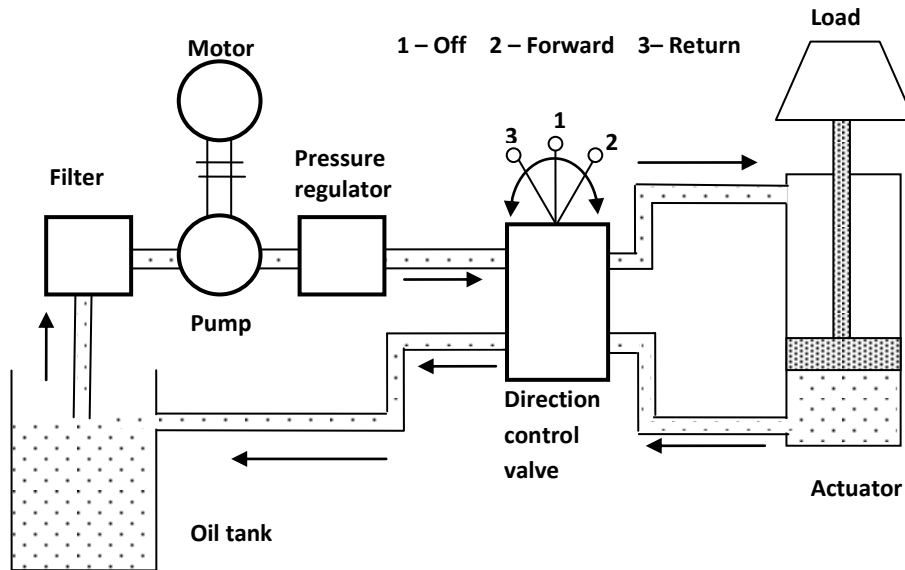 Load
Motor
1 – Off 2 – Forward 3– Return
1
3
2
Pressure
regulator
Filter
Pump
Direction
control
valve
Actuator
Oil tank